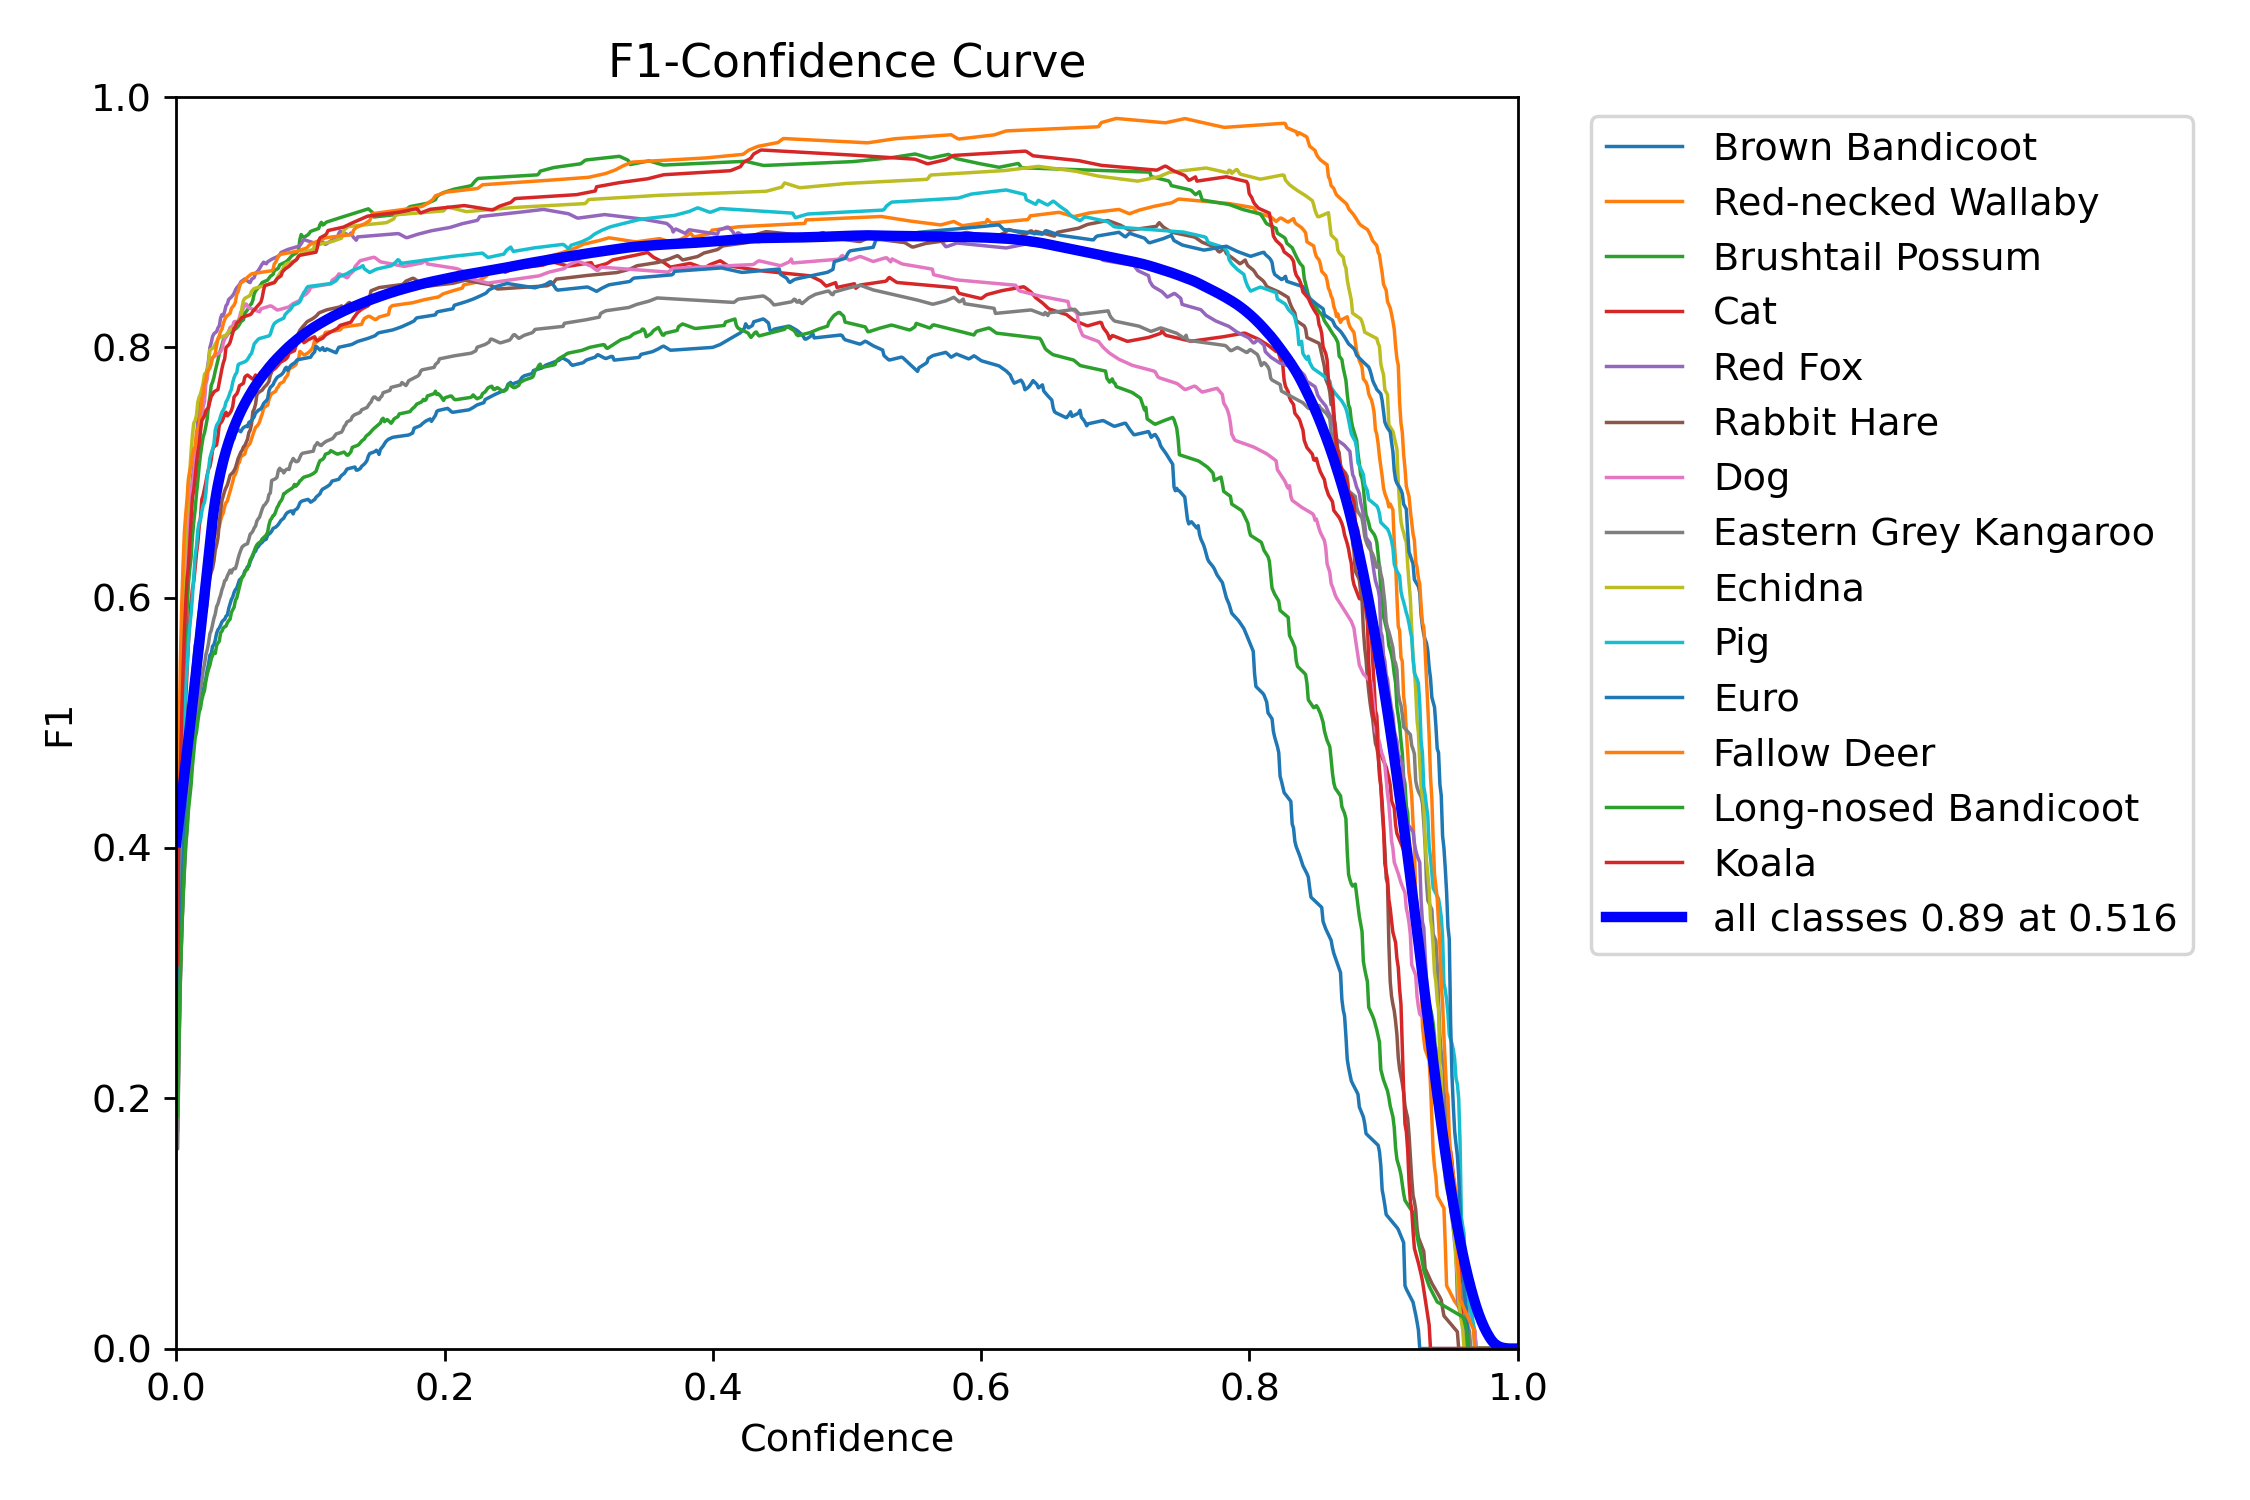 F1-Confidence Curve
1.0
0.8
0.6
0.4
0.2
0.0
F1
0.0 0.2 0.4 0.6 0.8 1.0
Confidence
Brown Bandicoot
Red-necked Wallaby
Brushtail Possum
Cat
Red Fox
Rabbit Hare
Dog
Eastern Grey Kangaroo
Echidna
Pig
Euro
Fallow Deer
Long-nosed Bandicoot
Koala
all classes 0.89 at 0.516